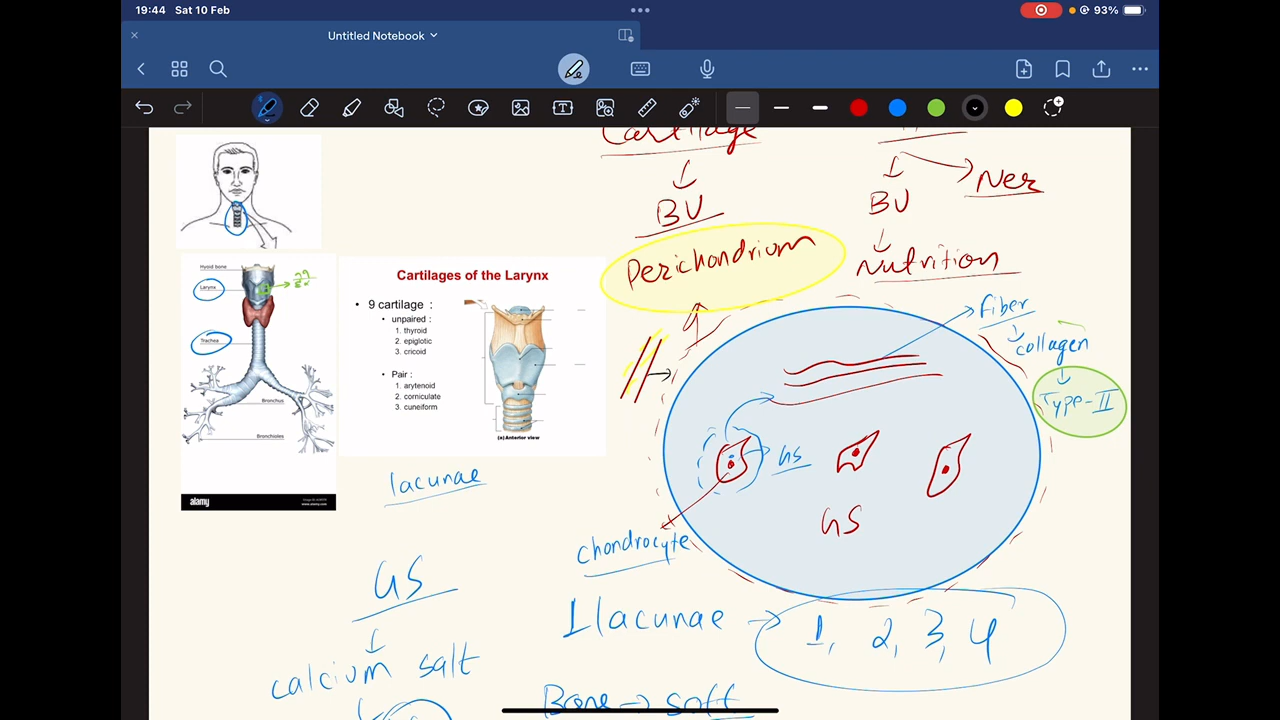 19:44 Sat 10 Feb
93%
Untitled Notebook
Cartilage
BV
BV
Ner
Perichondrium
Nutrition
Hyoid bone
Larynx
Trachea
Bronchus
Bronchioles
alamy
Cartilages of the Larynx
• 9 cartilage :
• unpaired :
1. thyroid
2. epiglotic
3. cricoid
• Pair :
1. arytenoid
2. corniculate
3. cuneiform
(a) Anterior view
fiber
collagen
Type-II
GS
GS
lacunae
chondrocyte
GS
1 lacunae → 1, 2, 3, 4
calcium salt
Bone → soft